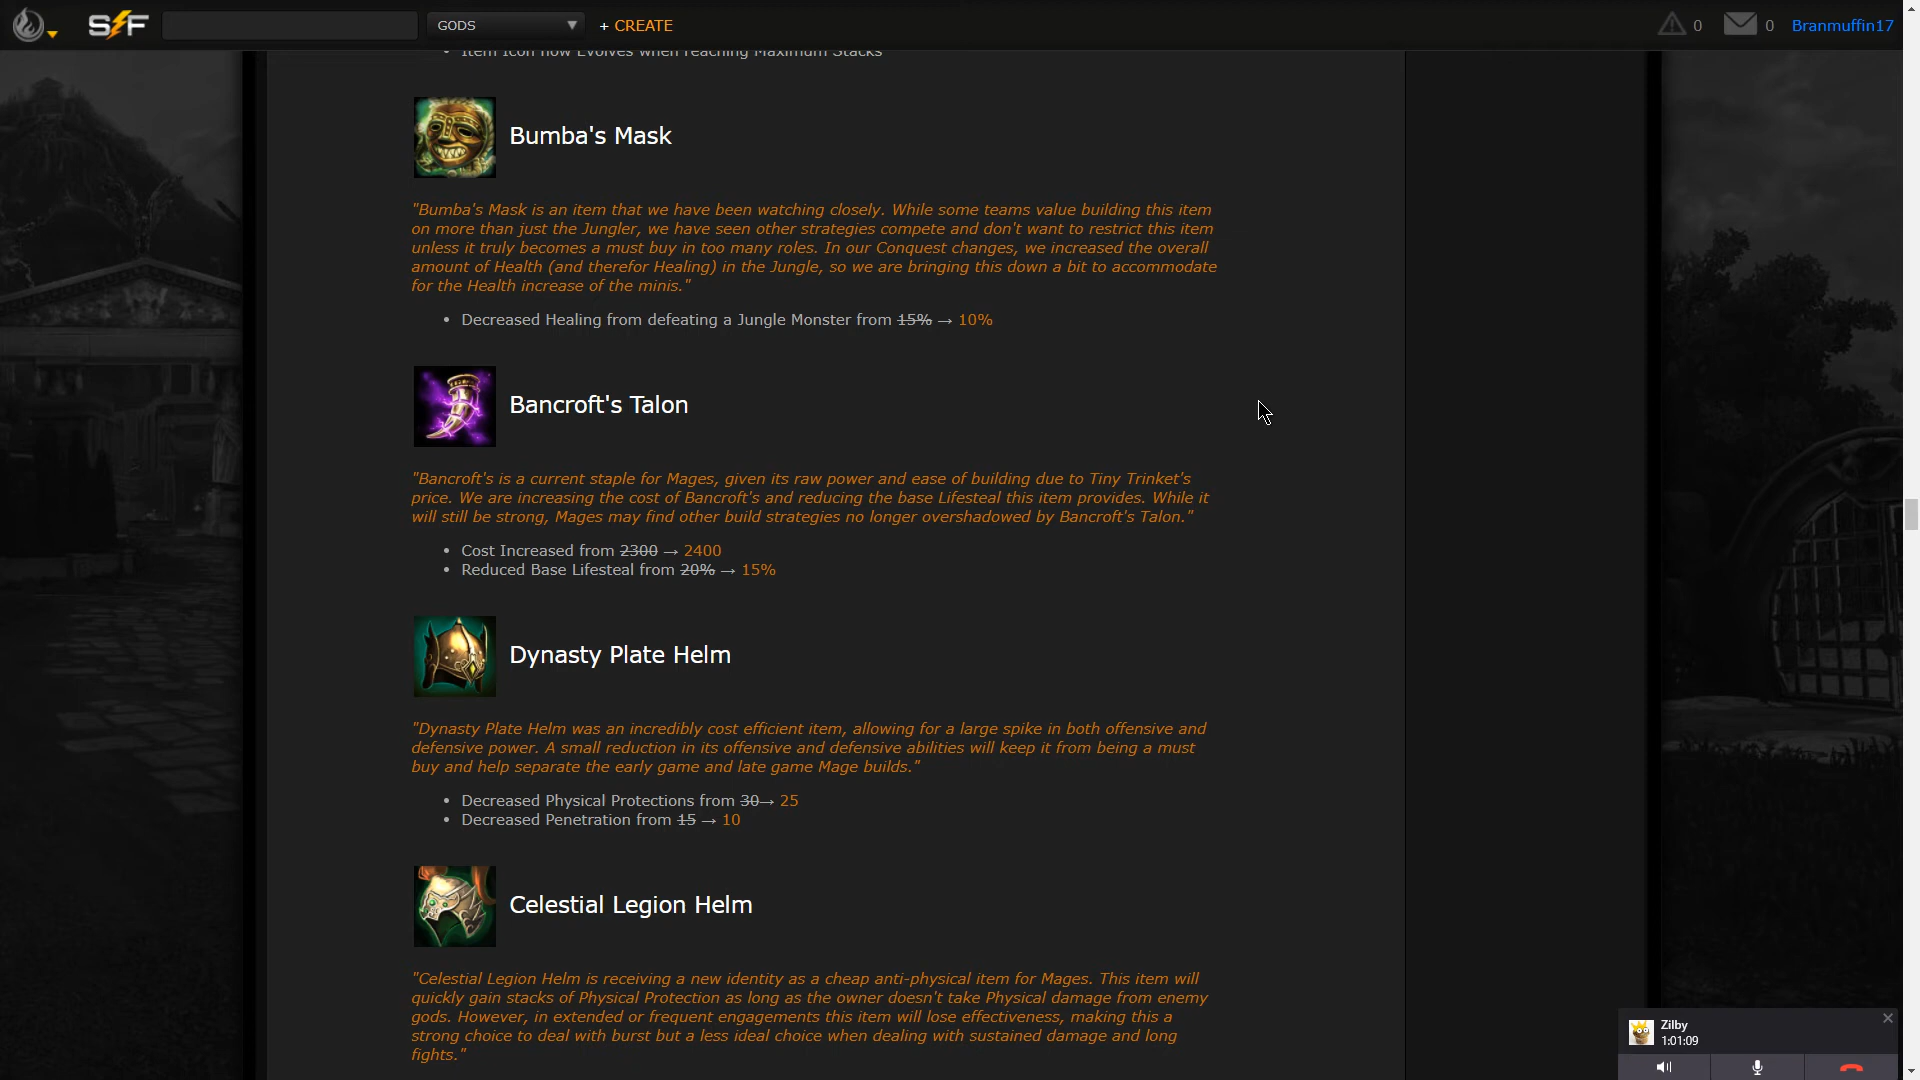 SF GODS + CREATE 0 0 Branmuffin17
• Item Icon now Evolves when reaching Maximum Stacks
Bumba's Mask
"Bumba's Mask is an item that we have been watching closely. While some teams value building this item
on more than just the Jungler, we have seen other strategies compete and don't want to restrict this item
unless it truly becomes a must buy in too many roles. In our Conquest changes, we increased the overall
amount of Health (and therefor Healing) in the Jungle, so we are bringing this down a bit to accommodate
for the Health increase of the minis."
• Decreased Healing from defeating a Jungle Monster from 15% → 10%
Bancroft's Talon
"Bancroft's is a current staple for Mages, given its raw power and ease of building due to Tiny Trinket's
price. We are increasing the cost of Bancroft's and reducing the base Lifesteal this item provides. While it
will still be strong, Mages may find other build strategies no longer overshadowed by Bancroft's Talon."
• Cost Increased from 2300 → 2400
• Reduced Base Lifesteal from 20% → 15%
Dynasty Plate Helm
"Dynasty Plate Helm was an incredibly cost efficient item, allowing for a large spike in both offensive and
defensive power. A small reduction in its offensive and defensive abilities will keep it from being a must
buy and help separate the early game and late game Mage builds."
• Decreased Physical Protections from 30→ 25
• Decreased Penetration from 15 → 10
Celestial Legion Helm
"Celestial Legion Helm is receiving a new identity as a cheap anti-physical item for Mages. This item will
quickly gain stacks of Physical Protection as long as the owner doesn't take Physical damage from enemy
gods. However, in extended or frequent engagements this item will lose effectiveness, making this a
strong choice to deal with burst but a less ideal choice when dealing with sustained damage and long
fights."
Zilby
1:01:09